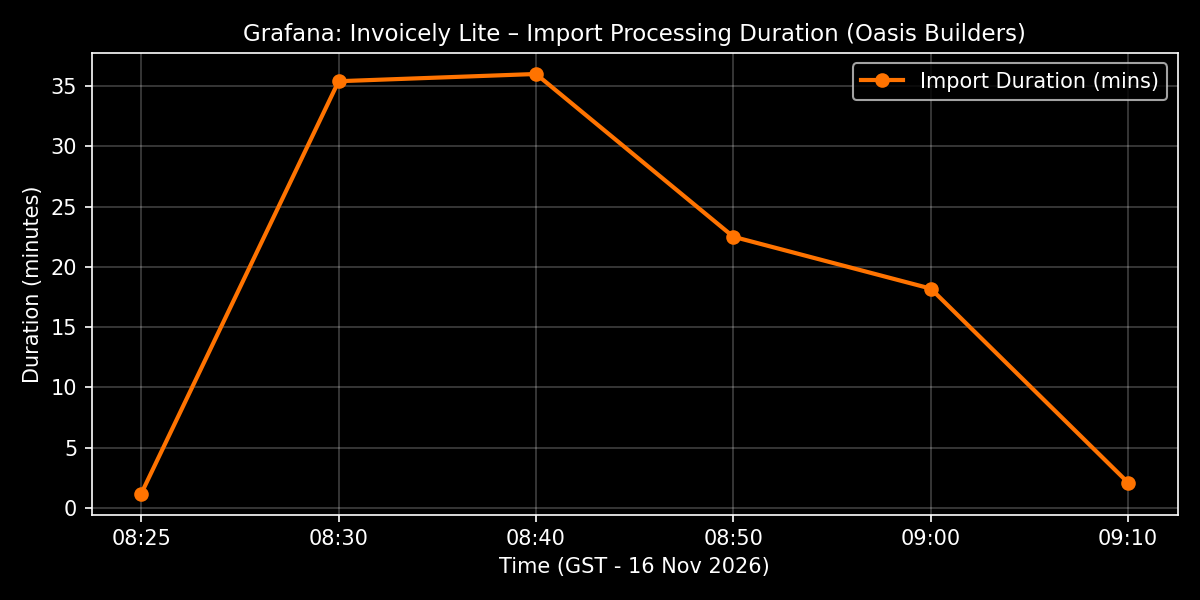 Grafana: Invoicely Lite – Import Processing Duration (Oasis Builders)
Import Duration (mins)
Duration (minutes)
35
30
25
20
15
10
5
0
08:25 08:30 08:40 08:50 09:00 09:10
Time (GST - 16 Nov 2026)